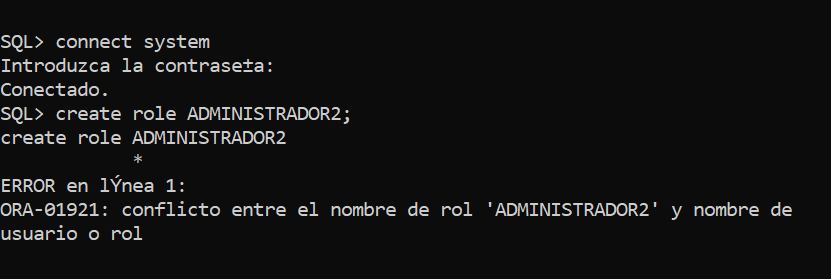 SQL> connect system
Introduzca la contrase±a:
Conectado.
SQL> create role ADMINISTRADOR2;
create role ADMINISTRADOR2
            *
ERROR en lÝnea 1:
ORA-01921: conflicto entre el nombre de rol 'ADMINISTRADOR2' y nombre de
usuario o rol